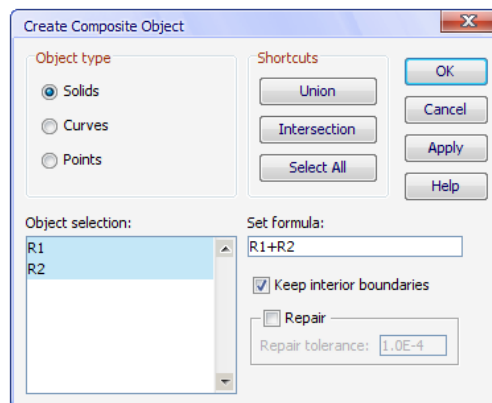 Create Composite Object
Object type
Solids
Curves
Points
Shortcuts
Union
Intersection
Select All
OK
Cancel
Apply
Help
Object selection:
R1
R2
Set formula:
R1+R2
Keep interior boundaries
Repair
Repair tolerance: 1.0E-4